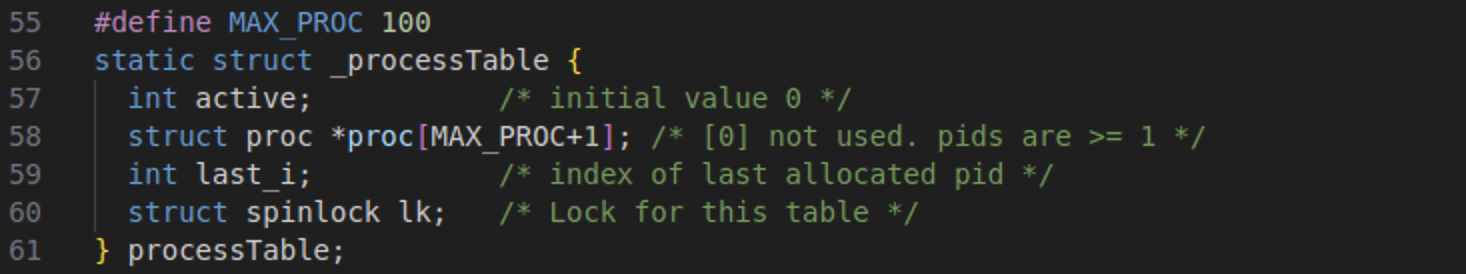 55 #define MAX_PROC 100
56 static struct _processTable {
57 int active; /* initial value 0 */
58 struct proc *proc[MAX_PROC+1]; /* [0] not used. pids are >= 1 */
59 int last_i; /* index of last allocated pid */
60 struct spinlock lk; /* Lock for this table */
61 } processTable;